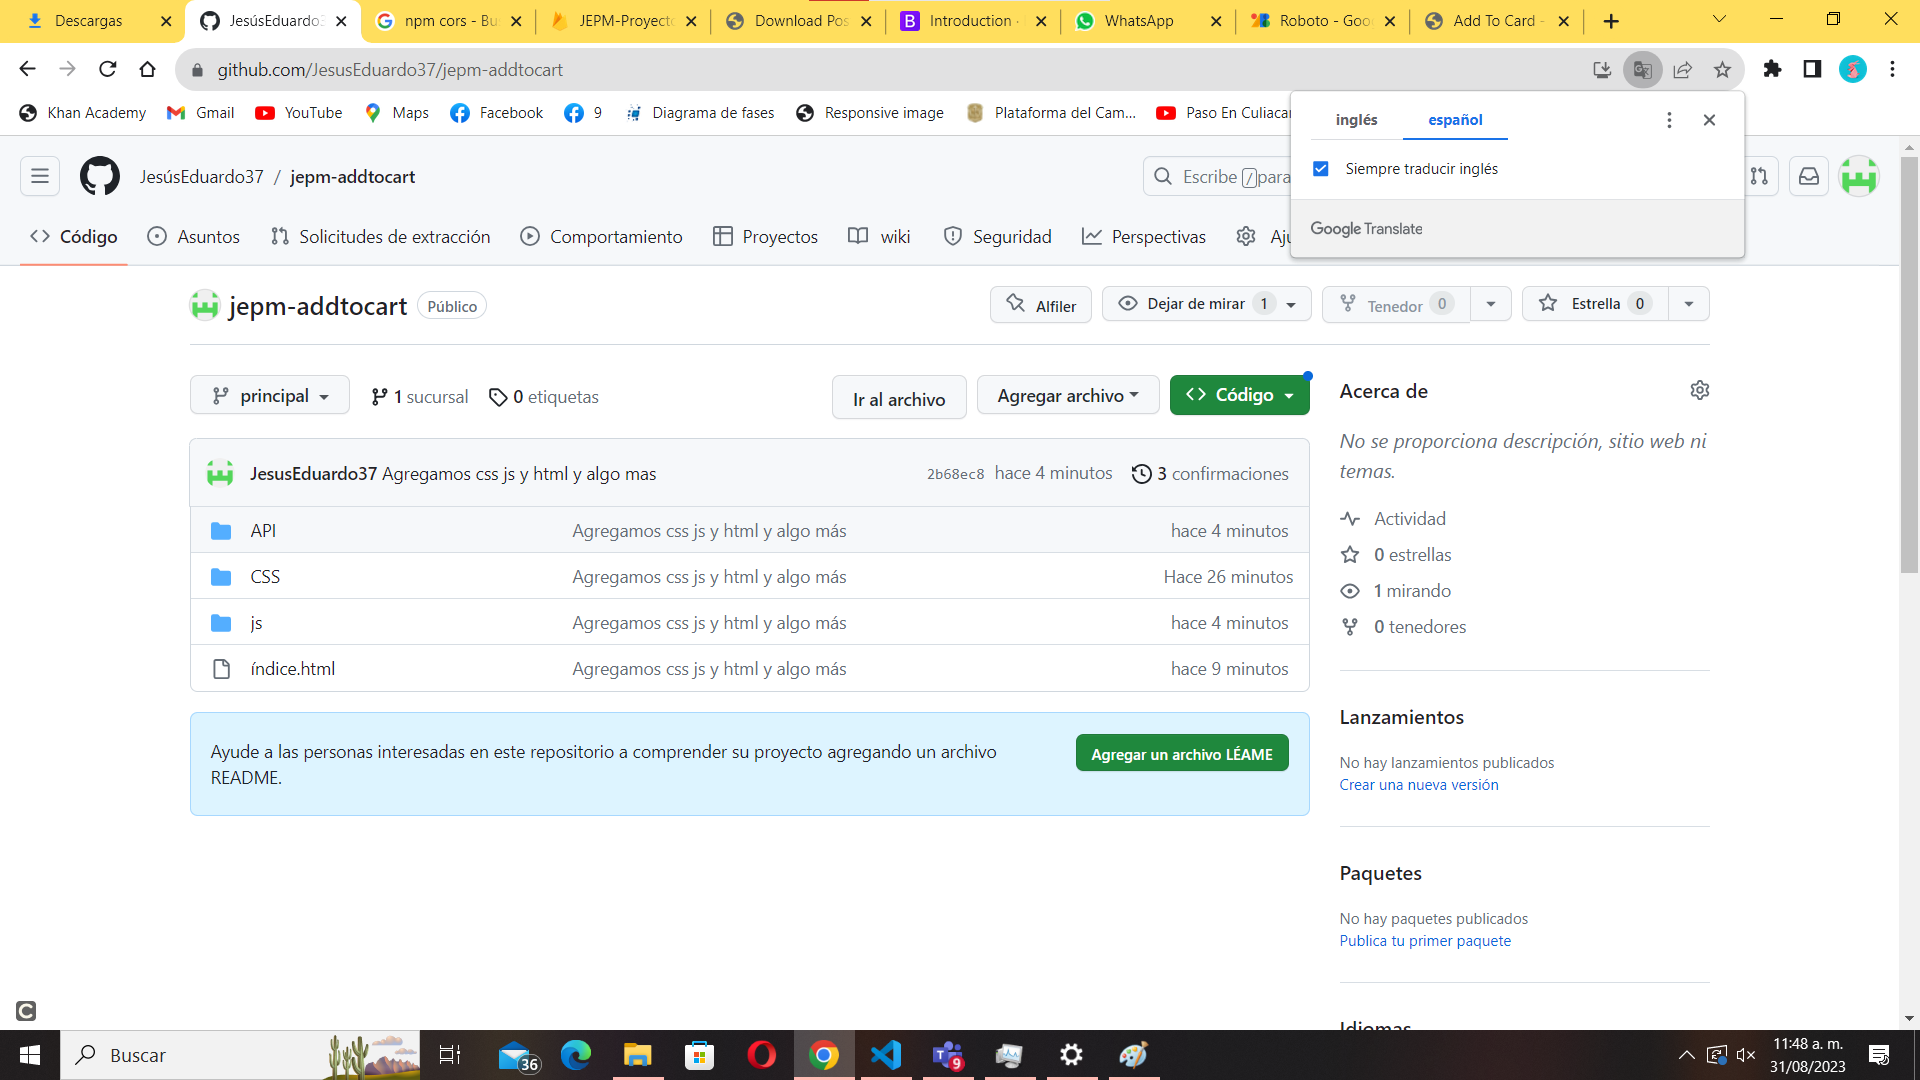 Descargas
JesúsEduardo3
npm cors - Bu
JEPM-Proyecto
Download Pos
Introduction ·
WhatsApp
Roboto - Goo
Add To Card -
github.com/JesusEduardo37/jepm-addtocart
Khan Academy
Gmail
YouTube
Maps
Facebook
9
Diagrama de fases
Responsive image
Plataforma del Cam...
Paso En Culiacan
inglés
español
Siempre traducir inglés
Google Translate
JesúsEduardo37 / jepm-addtocart
Escribe / para
Código
Asuntos
Solicitudes de extracción
Comportamiento
Proyectos
wiki
Seguridad
Perspectivas
Aju
jepm-addtocart
Público
Alfiler
Dejar de mirar 1
Tenedor 0
Estrella 0
principal
1 sucursal
0 etiquetas
Ir al archivo
Agregar archivo
Código
JesusEduardo37 Agregamos css js y html y algo mas
2b68ec8 hace 4 minutos
3 confirmaciones
API
Agregamos css js y html y algo más
hace 4 minutos
CSS
Agregamos css js y html y algo más
Hace 26 minutos
js
Agregamos css js y html y algo más
hace 4 minutos
índice.html
Agregamos css js y html y algo más
hace 9 minutos
Ayude a las personas interesadas en este repositorio a comprender su proyecto agregando un archivo
README.
Agregar un archivo LÉAME
Acerca de
No se proporciona descripción, sitio web ni
temas.
Actividad
0 estrellas
1 mirando
0 tenedores
Lanzamientos
No hay lanzamientos publicados
Crear una nueva versión
Paquetes
No hay paquetes publicados
Publica tu primer paquete
Idiomas
Buscar
36
9
11:48 a. m.
31/08/2023